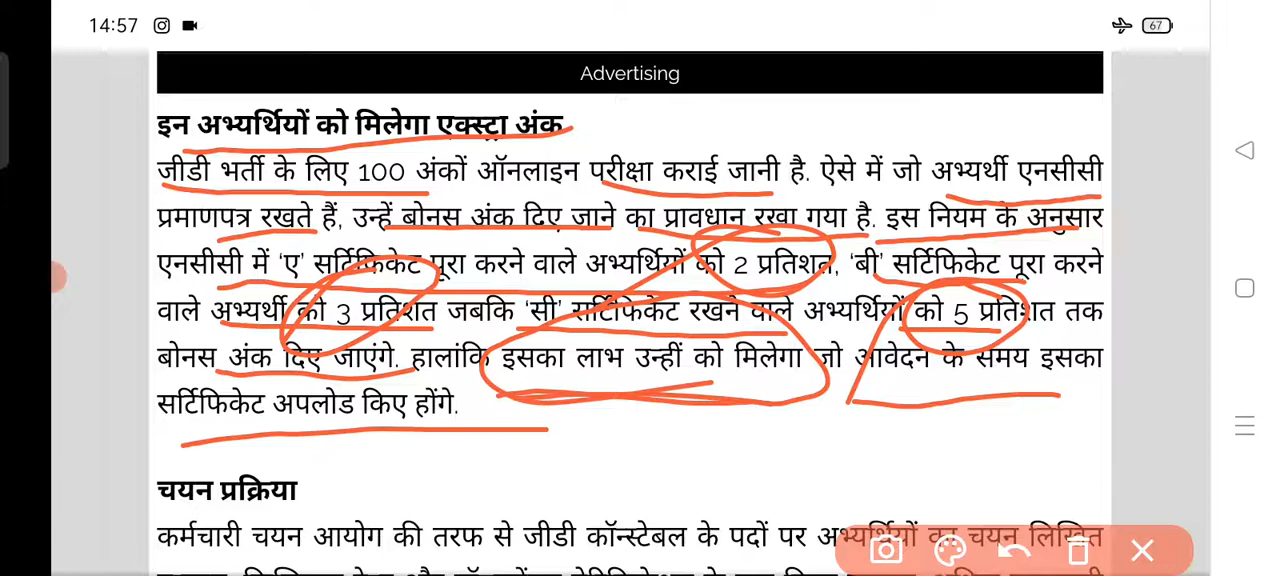 14:57
67
Advertising
इन अभ्यर्थियों को मिलेगा एक्स्ट्रा अंक
जीडी भर्ती के लिए 100 अंकों ऑनलाइन परीक्षा कराई जानी है. ऐसे में जो अभ्यर्थी एनसीसी
प्रमाणपत्र रखते हैं, उन्हें बोनस अंक दिए जाने का प्रावधान रखा गया है. इस नियम के अनुसार
एनसीसी में ‘ए’ सर्टिफिकेट पूरा करने वाले अभ्यर्थियों को 2 प्रतिशत, ‘बी’ सर्टिफिकेट पूरा करने
वाले अभ्यर्थी को 3 प्रतिशत जबकि ‘सी’ सर्टिफिकेट रखने वाले अभ्यर्थियों को 5 प्रतिशत तक
बोनस अंक दिए जाएंगे. हालांकि इसका लाभ उन्हीं को मिलेगा जो आवेदन के समय इसका
सर्टिफिकेट अपलोड किए होंगे.
चयन प्रक्रिया
कर्मचारी चयन आयोग की तरफ से जीडी कॉन्स्टेबल के पदों पर अभ्यर्थियों का चयन लिखित